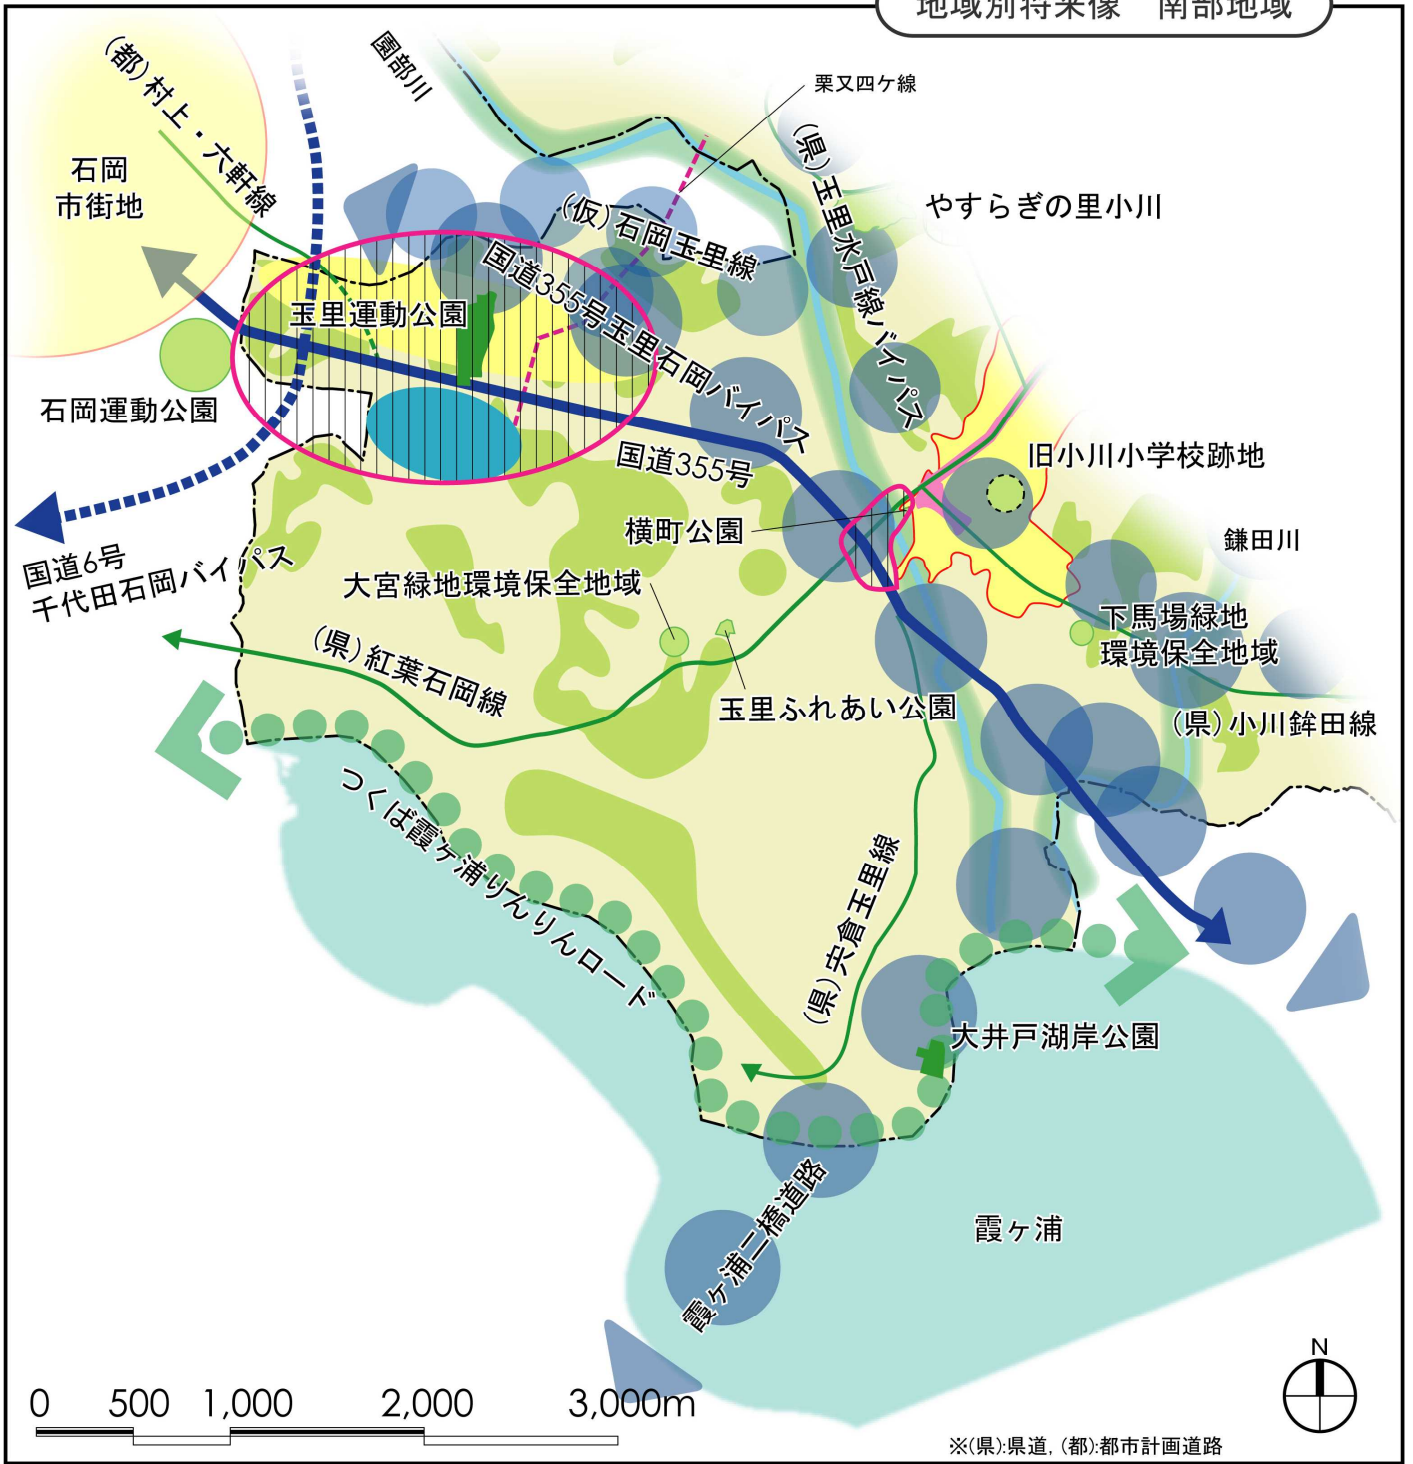 地域別将来像　南部地域
(都)村上・六軒線
園部川
栗又四ケ線
石岡
市街地
(県)玉里水戸線バイパス
やすらぎの里小川
(仮)石岡玉里線
国道355号玉里石岡バイパス
玉里運動公園
石岡運動公園
国道355号
旧小川小学校跡地
横町公園
鎌田川
国道6号
千代田石岡バイパス
大宮緑地環境保全地域
下馬場緑地
環境保全地域
(県)紅葉石岡線
玉里ふれあい公園
(県)小川鉾田線
つくば霞ヶ浦りんりんロード
(県)宍倉玉里線
大井戸湖岸公園
霞ヶ浦二橋道路
霞ヶ浦
N
0 500 1,000 2,000 3,000m
※(県):県道, (都):都市計画道路